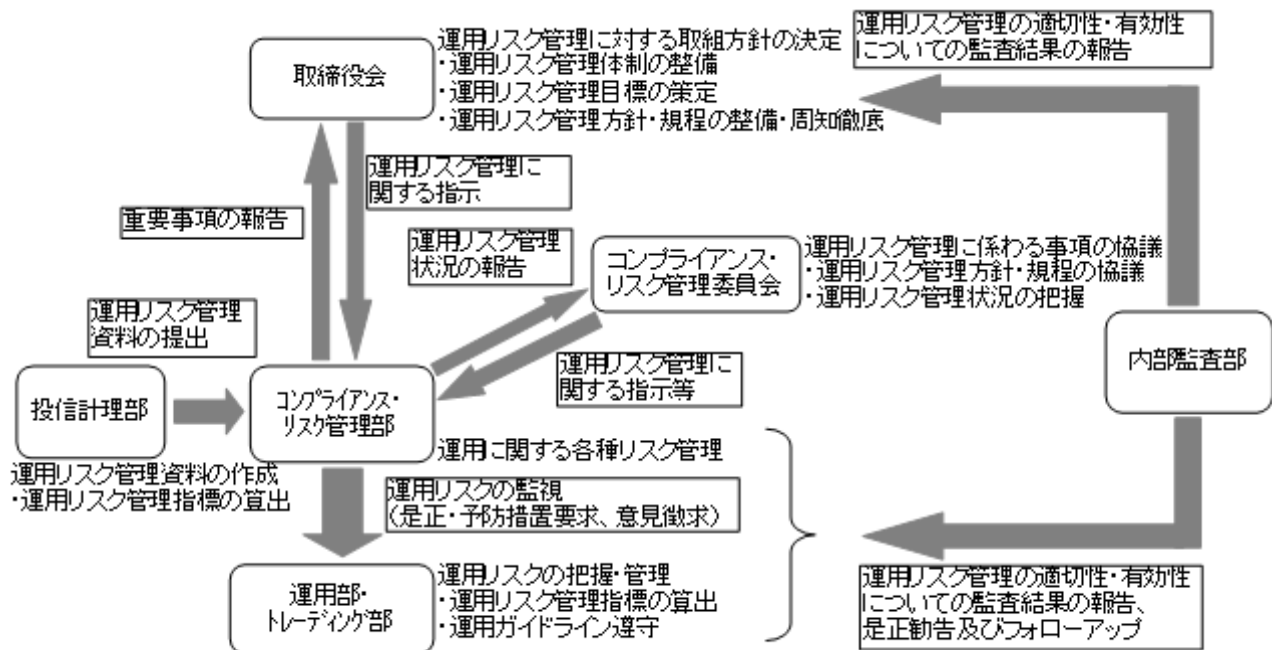 取締役会
運用リスク管理に対する取組方針の決定
・運用リスク管理体制の整備
・運用リスク管理目標の策定
・運用リスク管理方針・規程の整備・周知徹底
運用リスク管理の適切性・有効性
についての監査結果の報告
重要事項の報告
運用リスク管理に
関する指示
運用リスク管理
状況の報告
コンプライアンス・
リスク管理委員会
運用リスク管理に係わる事項の協議
・運用リスク管理方針・規程の協議
・運用リスク管理状況の把握
運用リスク管理
資料の提出
運用リスク管理に
関する指示等
内部監査部
投信計理部
コンプライアンス・
リスク管理部
運用に関する各種リスク管理
運用リスク管理資料の作成
・運用リスク管理指標の算出
運用リスクの監視
（是正・予防措置要求、意見徴求）
運用部・
トレーディング部
運用リスクの把握・管理
・運用リスク管理指標の算出
・運用ガイドライン遵守
運用リスク管理の適切性・有効性
についての監査結果の報告、
是正勧告及びフォローアップ